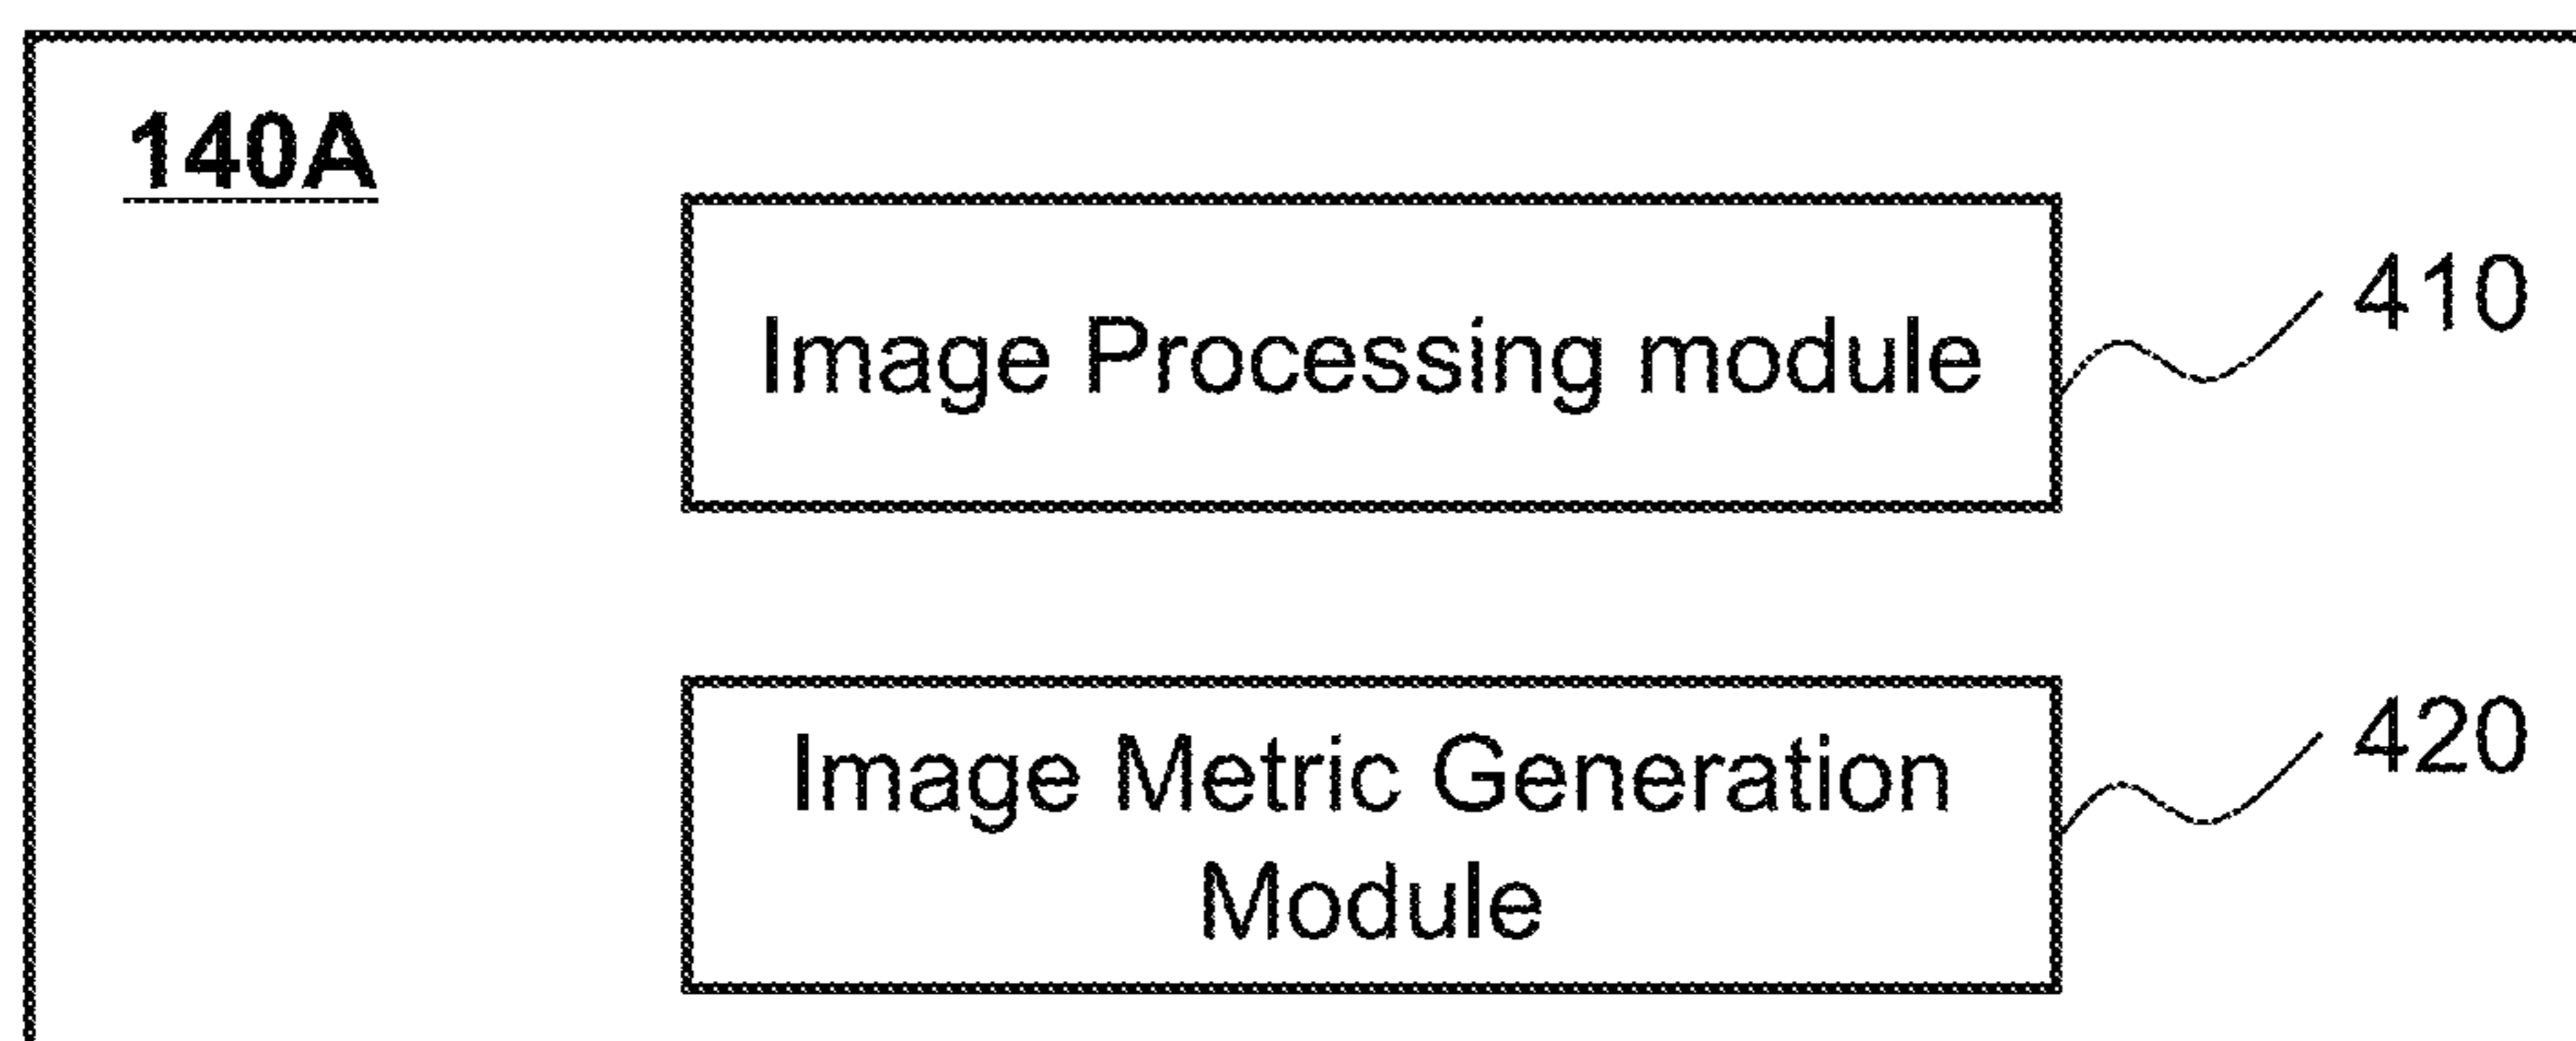 140A
Image Processing module
410
Image Metric Generation
Module
420